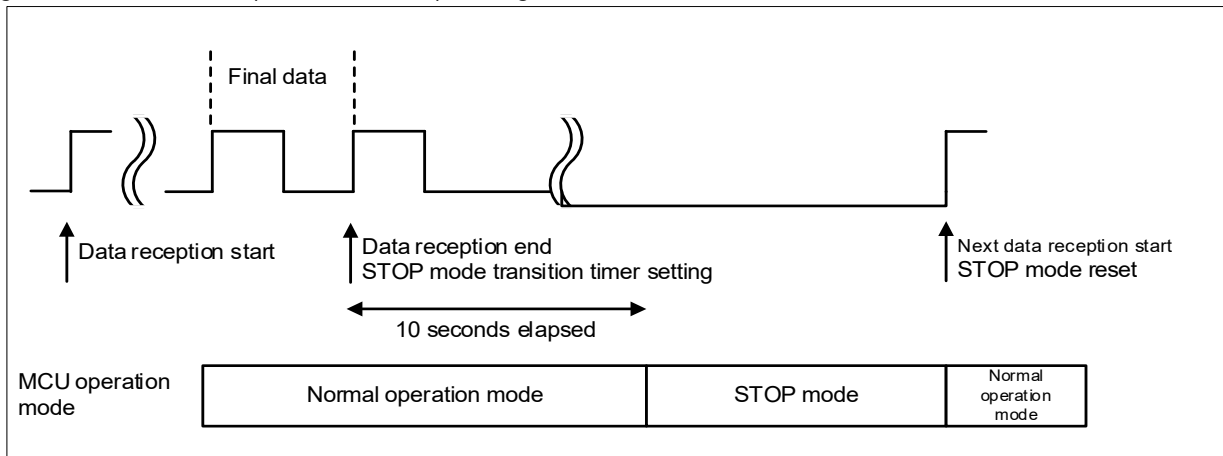 Final data
Data reception start
Data reception end
STOP mode transition timer setting
Next data reception start
STOP mode reset
10 seconds elapsed
MCU operation
mode
Normal operation mode
STOP mode
Normal
operation
mode